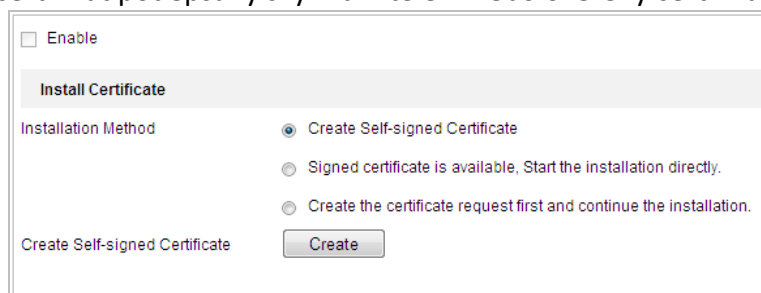 Enable
Install Certificate
Installation Method
Create Self-signed Certificate
Signed certificate is available, Start the installation directly.
Create the certificate request first and continue the installation.
Create Self-signed Certificate
Create